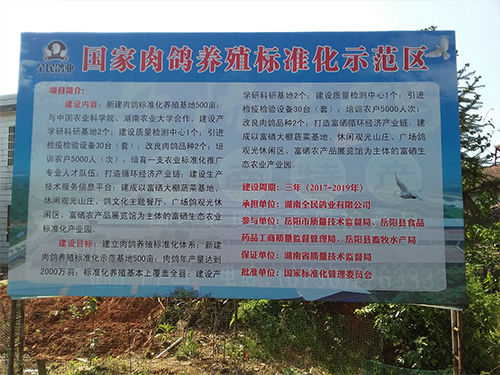 全民鸽业
国家肉鸽养殖标准化示范区
项目简介:
建设内容: 新建肉鸽标准化养殖基地500亩;
与中国农业科学院、湖南农业大学合作, 建设产
学研科研基地2个; 建设质量检测中心1个; 引进
检疫检验设备30台(套); 改良肉鸽品种2个; 培
训农户5000人(次), 培育一支农业标准化推广
专业人才队伍; 打造循环经济产业链; 建设生产
技术服务信息平台; 建成以富硒大棚蔬菜基地、
休闲观光山庄、鸽文化主题餐厅、广场鸽观光休
闲区、富硒农产品展览馆为主体的富硒生态农业
标准化产业园。
建设目标: 建立肉鸽养殖标准化体系; 新建
肉鸽养殖标准化示范基地500亩; 肉鸽年产量达到
2000万羽; 标准化养殖基本上覆盖全县; 建设产
学研科研基地2个; 建设质量检测中心1个; 引进
检疫检验设备30台(套); 培训农户5000人次;
改良肉鸽品种2个; 打造富硒循环经济产业链, 建
成以富硒大棚蔬菜基地、休闲观光山庄、广场鸽
观光休闲区、富硒农产品展览馆为主体的富硒生
态农业产业园。
建设周期: 三年 (2017-2019年)
承担单位: 湖南全民鸽业有限公司
参与单位: 岳阳市质量技术监督局、岳阳县食品
药品工商质量监督管理局、岳阳县畜牧水产局
保证单位: 湖南省质量技术监督局
批准单位: 国家标准化管理委员会